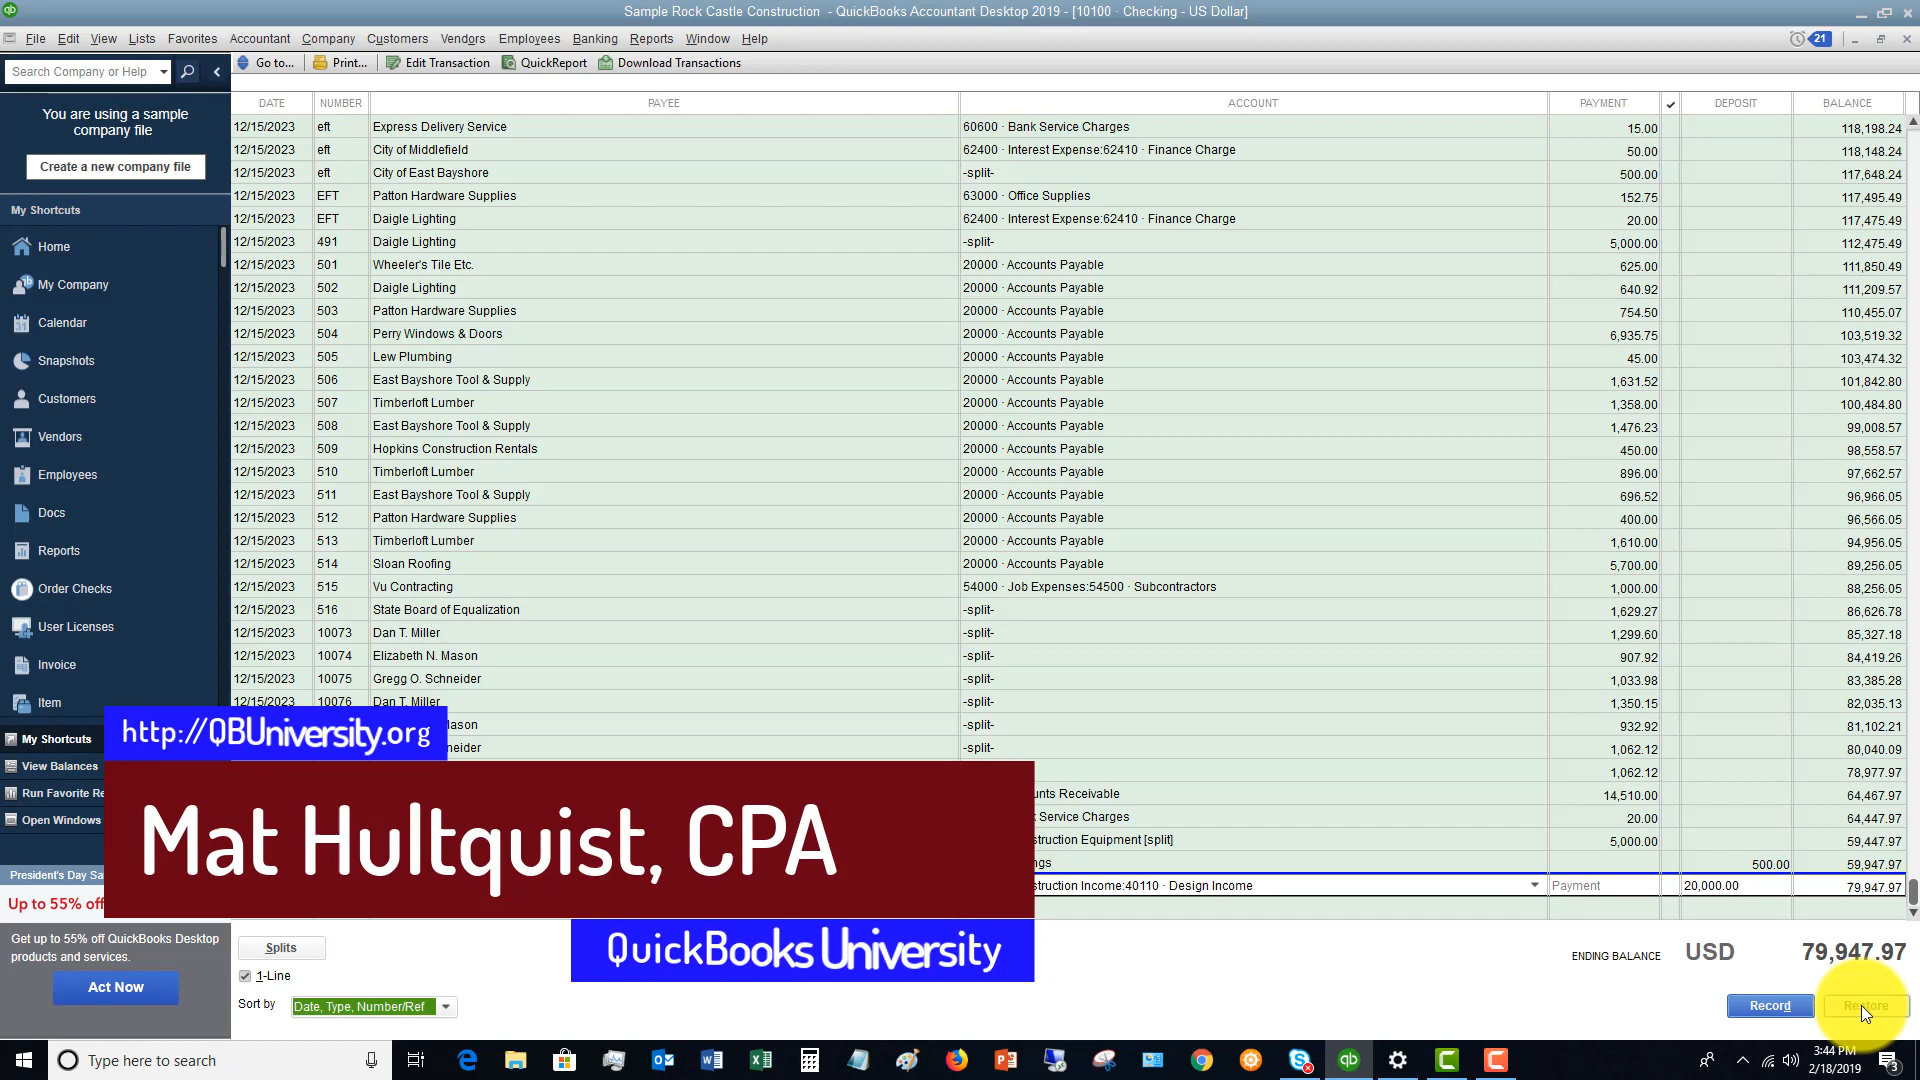 Sample Rock Castle Construction - QuickBooks Accountant Desktop 2019 - [10100 · Checking - US Dollar]
File Edit View Lists Favorites Accountant Company Customers Vendors Employees Banking Reports Window Help 21
Search Company or Help
Go to... Print... Edit Transaction QuickReport Download Transactions
You are using a sample
company file
Create a new company file
My Shortcuts
Home
My Company
Calendar
31
Snapshots
Customers
Vendors
Employees
Docs
Reports
Order Checks
User Licenses
Invoice
Item
My Shortcuts
View Balances
Run Favorite Re
Open Windows
President's Day Sa
Up to 55% off
Get up to 55% off QuickBooks Desktop
products and services.
Act Now
DATE NUMBER PAYEE ACCOUNT PAYMENT ✓ DEPOSIT BALANCE
12/15/2023 eft Express Delivery Service 60600 · Bank Service Charges 15.00 118,198.24
12/15/2023 eft City of Middlefield 62400 · Interest Expense:62410 · Finance Charge 50.00 118,148.24
12/15/2023 eft City of East Bayshore -split- 500.00 117,648.24
12/15/2023 EFT Patton Hardware Supplies 63000 · Office Supplies 152.75 117,495.49
12/15/2023 EFT Daigle Lighting 62400 · Interest Expense:62410 · Finance Charge 20.00 117,475.49
12/15/2023 491 Daigle Lighting -split- 5,000.00 112,475.49
12/15/2023 501 Wheeler's Tile Etc. 20000 · Accounts Payable 625.00 111,850.49
12/15/2023 502 Daigle Lighting 20000 · Accounts Payable 640.92 111,209.57
12/15/2023 503 Patton Hardware Supplies 20000 · Accounts Payable 754.50 110,455.07
12/15/2023 504 Perry Windows & Doors 20000 · Accounts Payable 6,935.75 103,519.32
12/15/2023 505 Lew Plumbing 20000 · Accounts Payable 45.00 103,474.32
12/15/2023 506 East Bayshore Tool & Supply 20000 · Accounts Payable 1,631.52 101,842.80
12/15/2023 507 Timberloft Lumber 20000 · Accounts Payable 1,358.00 100,484.80
12/15/2023 508 East Bayshore Tool & Supply 20000 · Accounts Payable 1,476.23 99,008.57
12/15/2023 509 Hopkins Construction Rentals 20000 · Accounts Payable 450.00 98,558.57
12/15/2023 510 Timberloft Lumber 20000 · Accounts Payable 896.00 97,662.57
12/15/2023 511 East Bayshore Tool & Supply 20000 · Accounts Payable 696.52 96,966.05
12/15/2023 512 Patton Hardware Supplies 20000 · Accounts Payable 400.00 96,566.05
12/15/2023 513 Timberloft Lumber 20000 · Accounts Payable 1,610.00 94,956.05
12/15/2023 514 Sloan Roofing 20000 · Accounts Payable 5,700.00 89,256.05
12/15/2023 515 Vu Contracting 54000 · Job Expenses:54500 · Subcontractors 1,000.00 88,256.05
12/15/2023 516 State Board of Equalization -split- 1,629.27 86,626.78
12/15/2023 10073 Dan T. Miller -split- 1,299.60 85,327.18
12/15/2023 10074 Elizabeth N. Mason -split- 907.92 84,419.26
12/15/2023 10075 Gregg O. Schneider -split- 1,033.98 83,385.28
12/15/2023 10076 Dan T. Miller -split- 1,350.15 82,035.13
Mason -split- 932.92 81,102.21
neider -split- 1,062.12 80,040.09
1,062.12 78,977.97
unts Receivable 14,510.00 64,467.97
Service Charges 20.00 64,447.97
struction Equipment [split] 5,000.00 59,447.97
ngs 500.00 59,947.97
struction Income:40110 · Design Income Payment 20,000.00 79,947.97
http://QBUniversity.org
Mat Hultquist, CPA
QuickBooks University
Splits
1-Line
Sort by Date, Type, Number/Ref
ENDING BALANCE USD 79,947.97
Record Restore
Type here to search
3:44 PM
2/18/2019
3